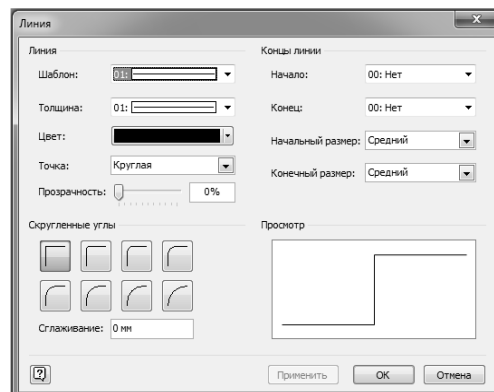 Линия
Линия
Шаблон: 01:
Толщина: 01:
Цвет:
Точка: Круглая
Прозрачность: 0%
Концы линии
Начало: 00: Нет
Конец: 00: Нет
Начальный размер: Средний
Конечный размер: Средний
Скругленные углы
Сглаживание: 0 мм
Просмотр
Применить
ОК
Отмена